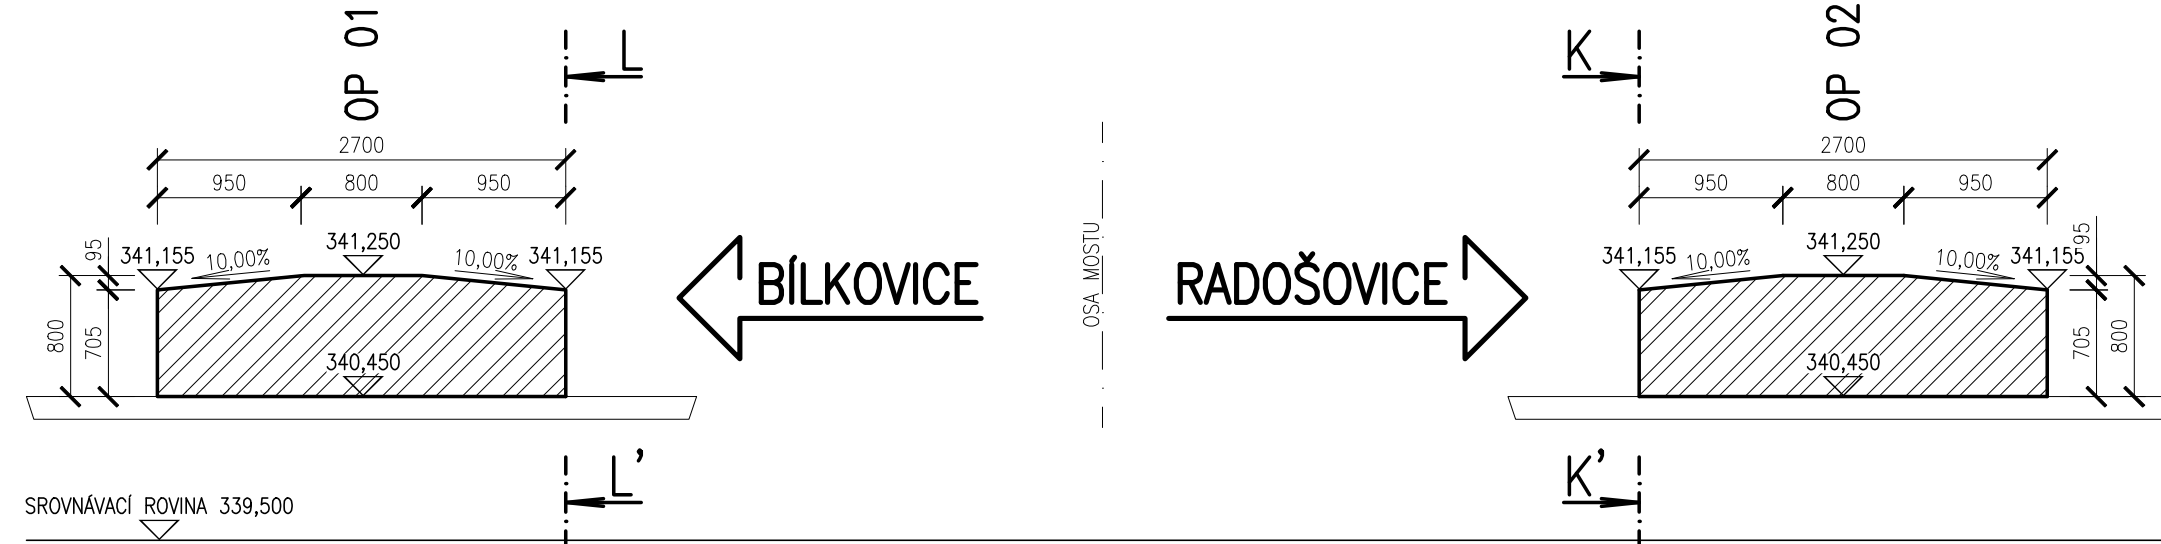 OP 01
L
K
OP 02
2700
2700
950
800
950
950
800
950
95
341,155
10,00%
341,250
10,00%
341,155
341,155
10,00%
341,250
10,00%
341,155
95
BÍLKOVICE
OSA MOSTU
RADOŠOVICE
800
705
340,450
340,450
705
800
L'
K'
SROVNÁVACÍ ROVINA 339,500